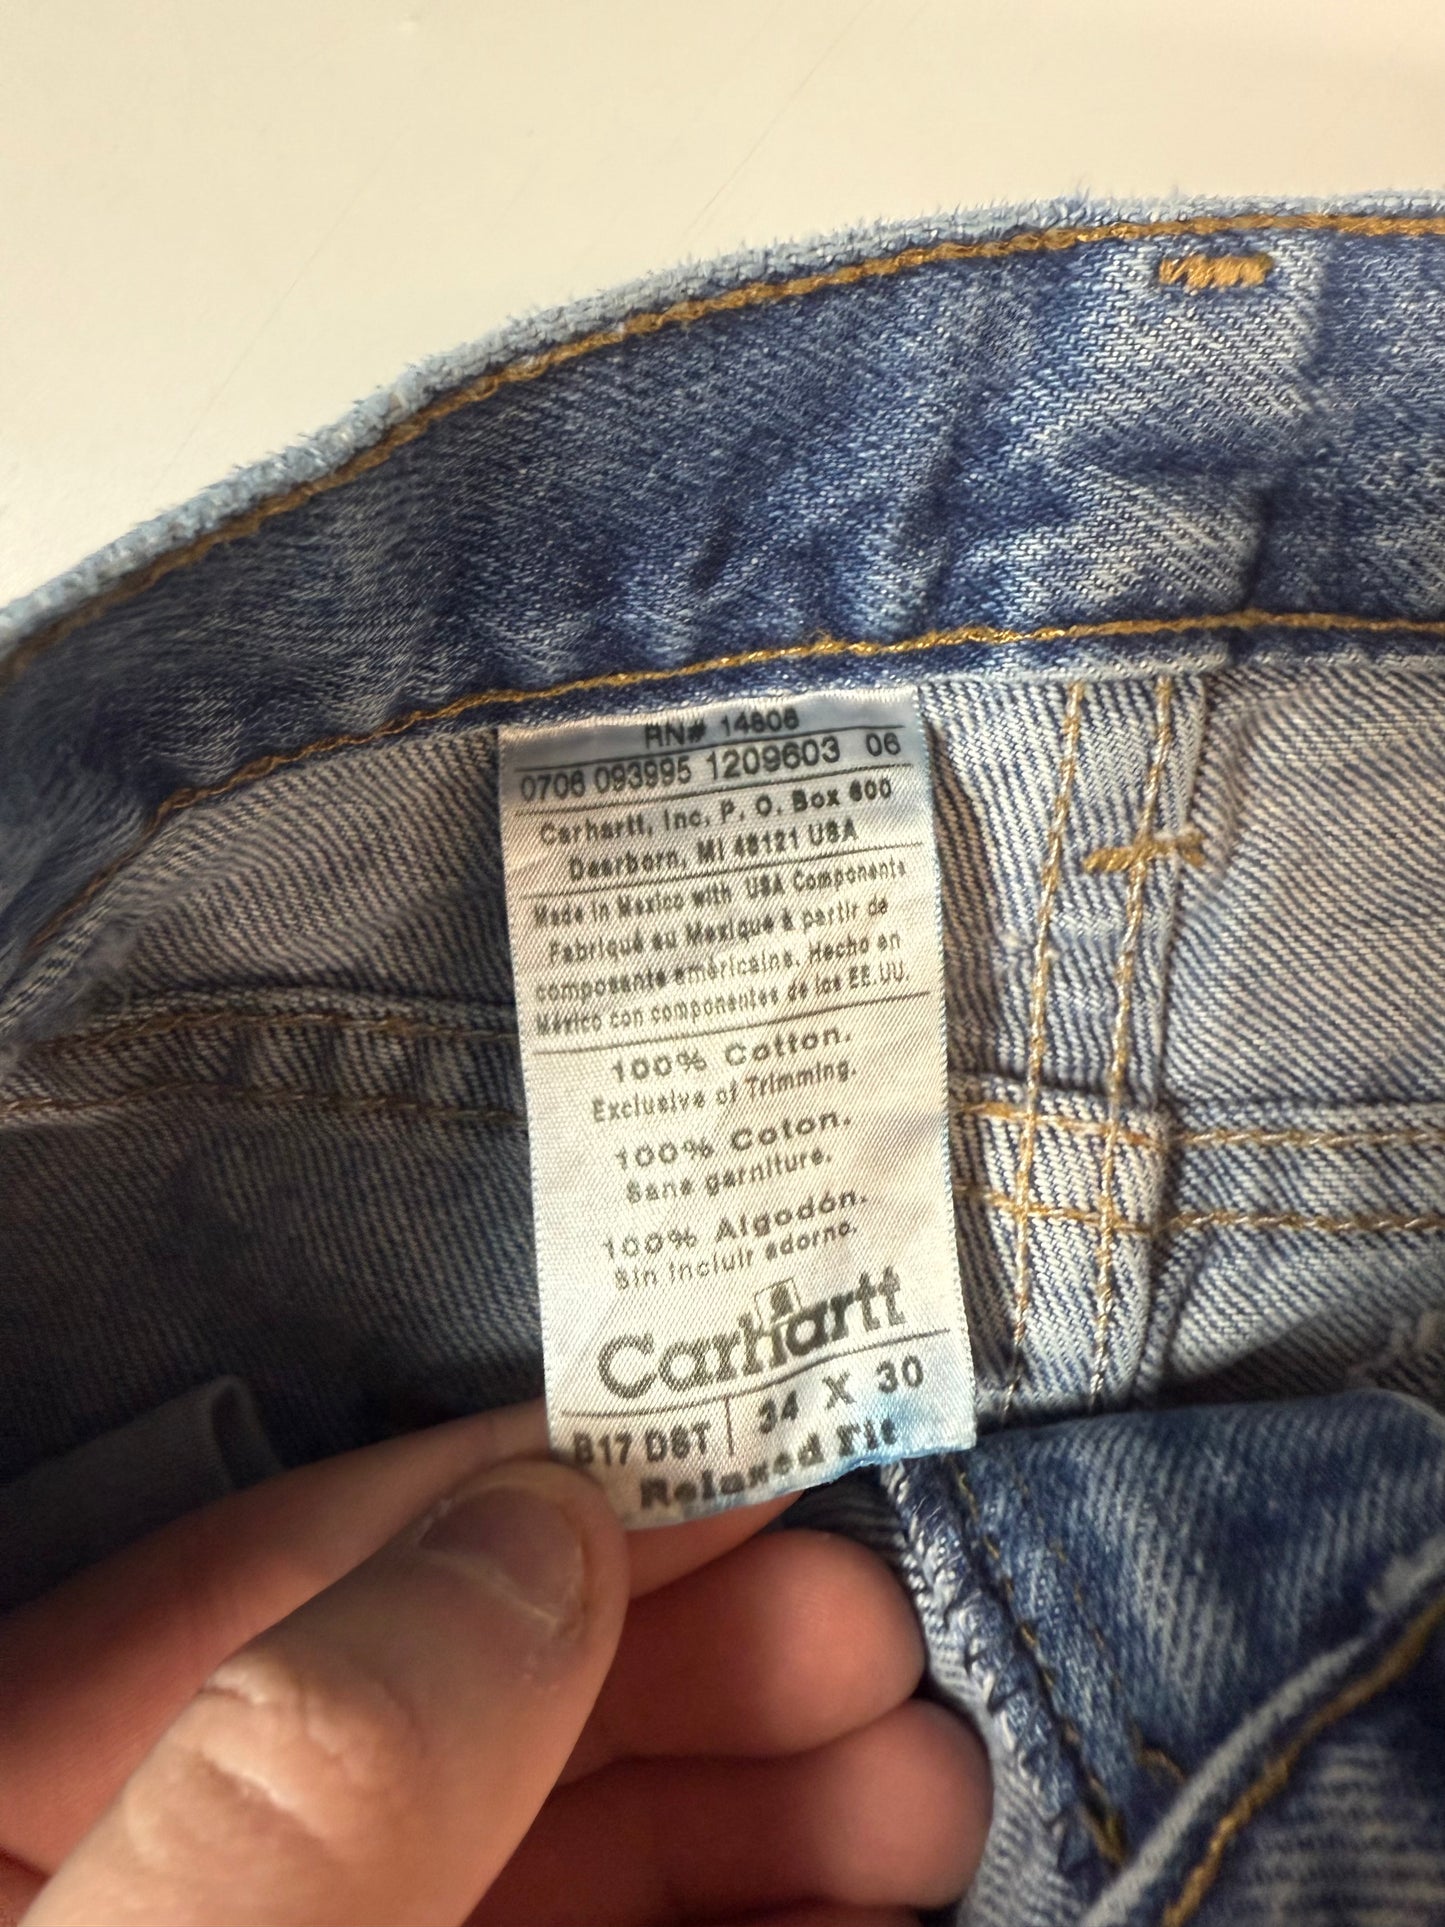 RN# 14806
0706 093995 1209603 06
Carhartt, Inc. P. O. Box 600
Dearborn, MI 48121 USA
Made in Mexico with USA Components
Fabriqué au Mexique à partir de
composants américains. Hecho en
México con componentes de los EE.UU.
100% Cotton.
Exclusive of Trimming.
100% Coton.
Sans garniture.
100% Algodón.
Sin incluir adorno.
Carhartt
B17 DST 34 X 30
Relaxed Fit